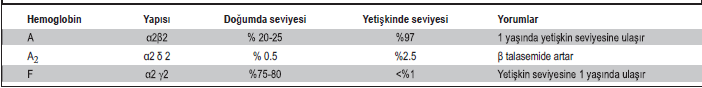 Hemoglobin Yapısı Doğumda seviyesi Yetişkinde seviyesi Yorumlar
A α2β2 % 20-25 %97 1 yaşında yetişkin seviyesine ulaşır
A₂ α2 δ 2 % 0.5 %2.5 β talasemide artar
F α2 γ2 %75-80 <%1 Yetişkin seviyesine 1 yaşında ulaşır